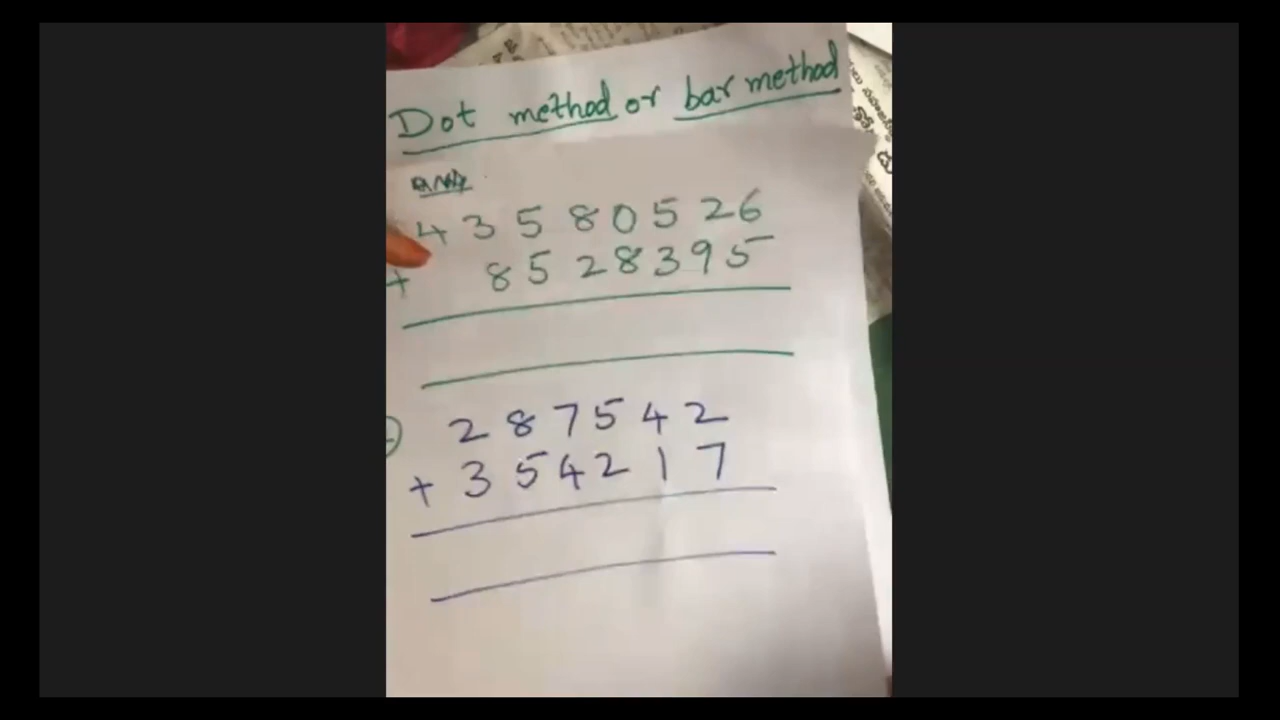 Dot method or bar method
4 3 5 8 0 5 2 6
+ 8 5 2 8 3 9 5
2 8 7 5 4 2
+ 3 5 4 2 1 7